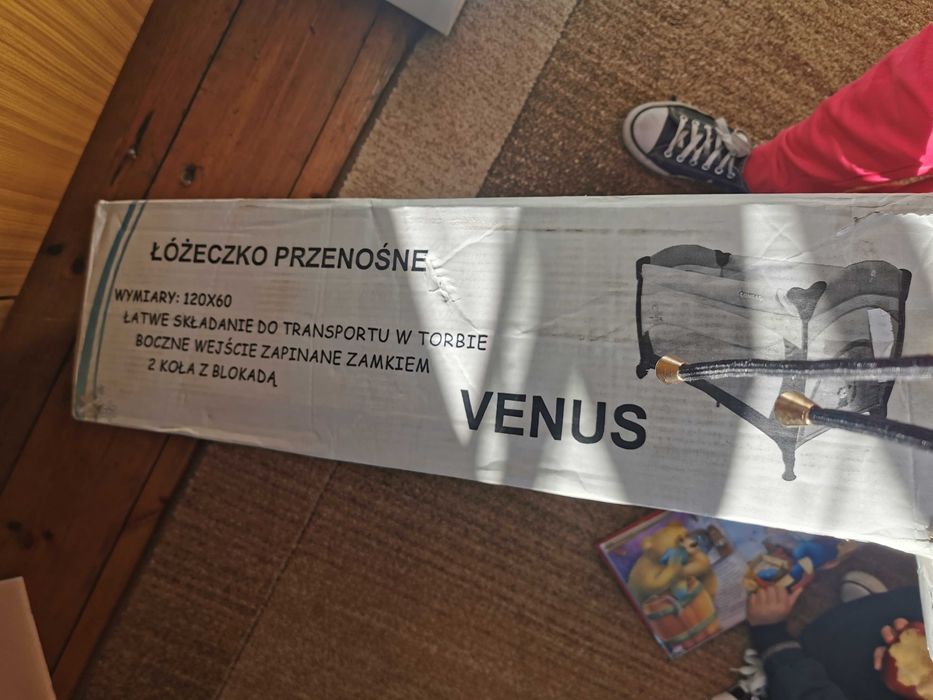 ŁÓŻECZKO PRZENOŚNE
WYMIARY: 120X60
ŁATWE SKŁADANIE DO TRANSPORTU W TORBIE
BOCZNE WEJŚCIE ZAPINANE ZAMKIEM
2 KOŁA Z BLOKADĄ
VENUS